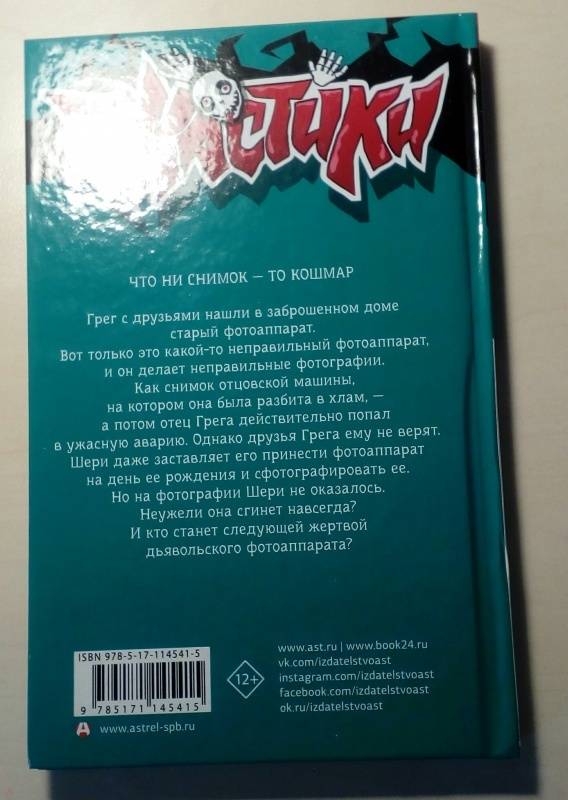 ЧТО НИ СНИМОК — ТО КОШМАР
Грег с друзьями нашли в заброшенном доме
старый фотоаппарат.
Вот только это какой-то неправильный фотоаппарат,
и он делает неправильные фотографии.
Как снимок отцовской машины,
на котором она была разбита в хлам, —
а потом отец Грега действительно попал
в ужасную аварию. Однако друзья Грега ему не верят.
Шери даже заставляет его принести фотоаппарат
на день ее рождения и сфотографировать ее.
Но на фотографии Шери не оказалось.
Неужели она сгинет навсегда?
И кто станет следующей жертвой
дьявольского фотоаппарата?
ISBN 978-5-17-114541-5
9 785171 145415
www.astrel-spb.ru
12+
www.ast.ru | www.book24.ru
vk.com/izdatelstvoast
instagram.com/izdatelstvoast
facebook.com/izdatelstvoast
ok.ru/izdatelstvoast